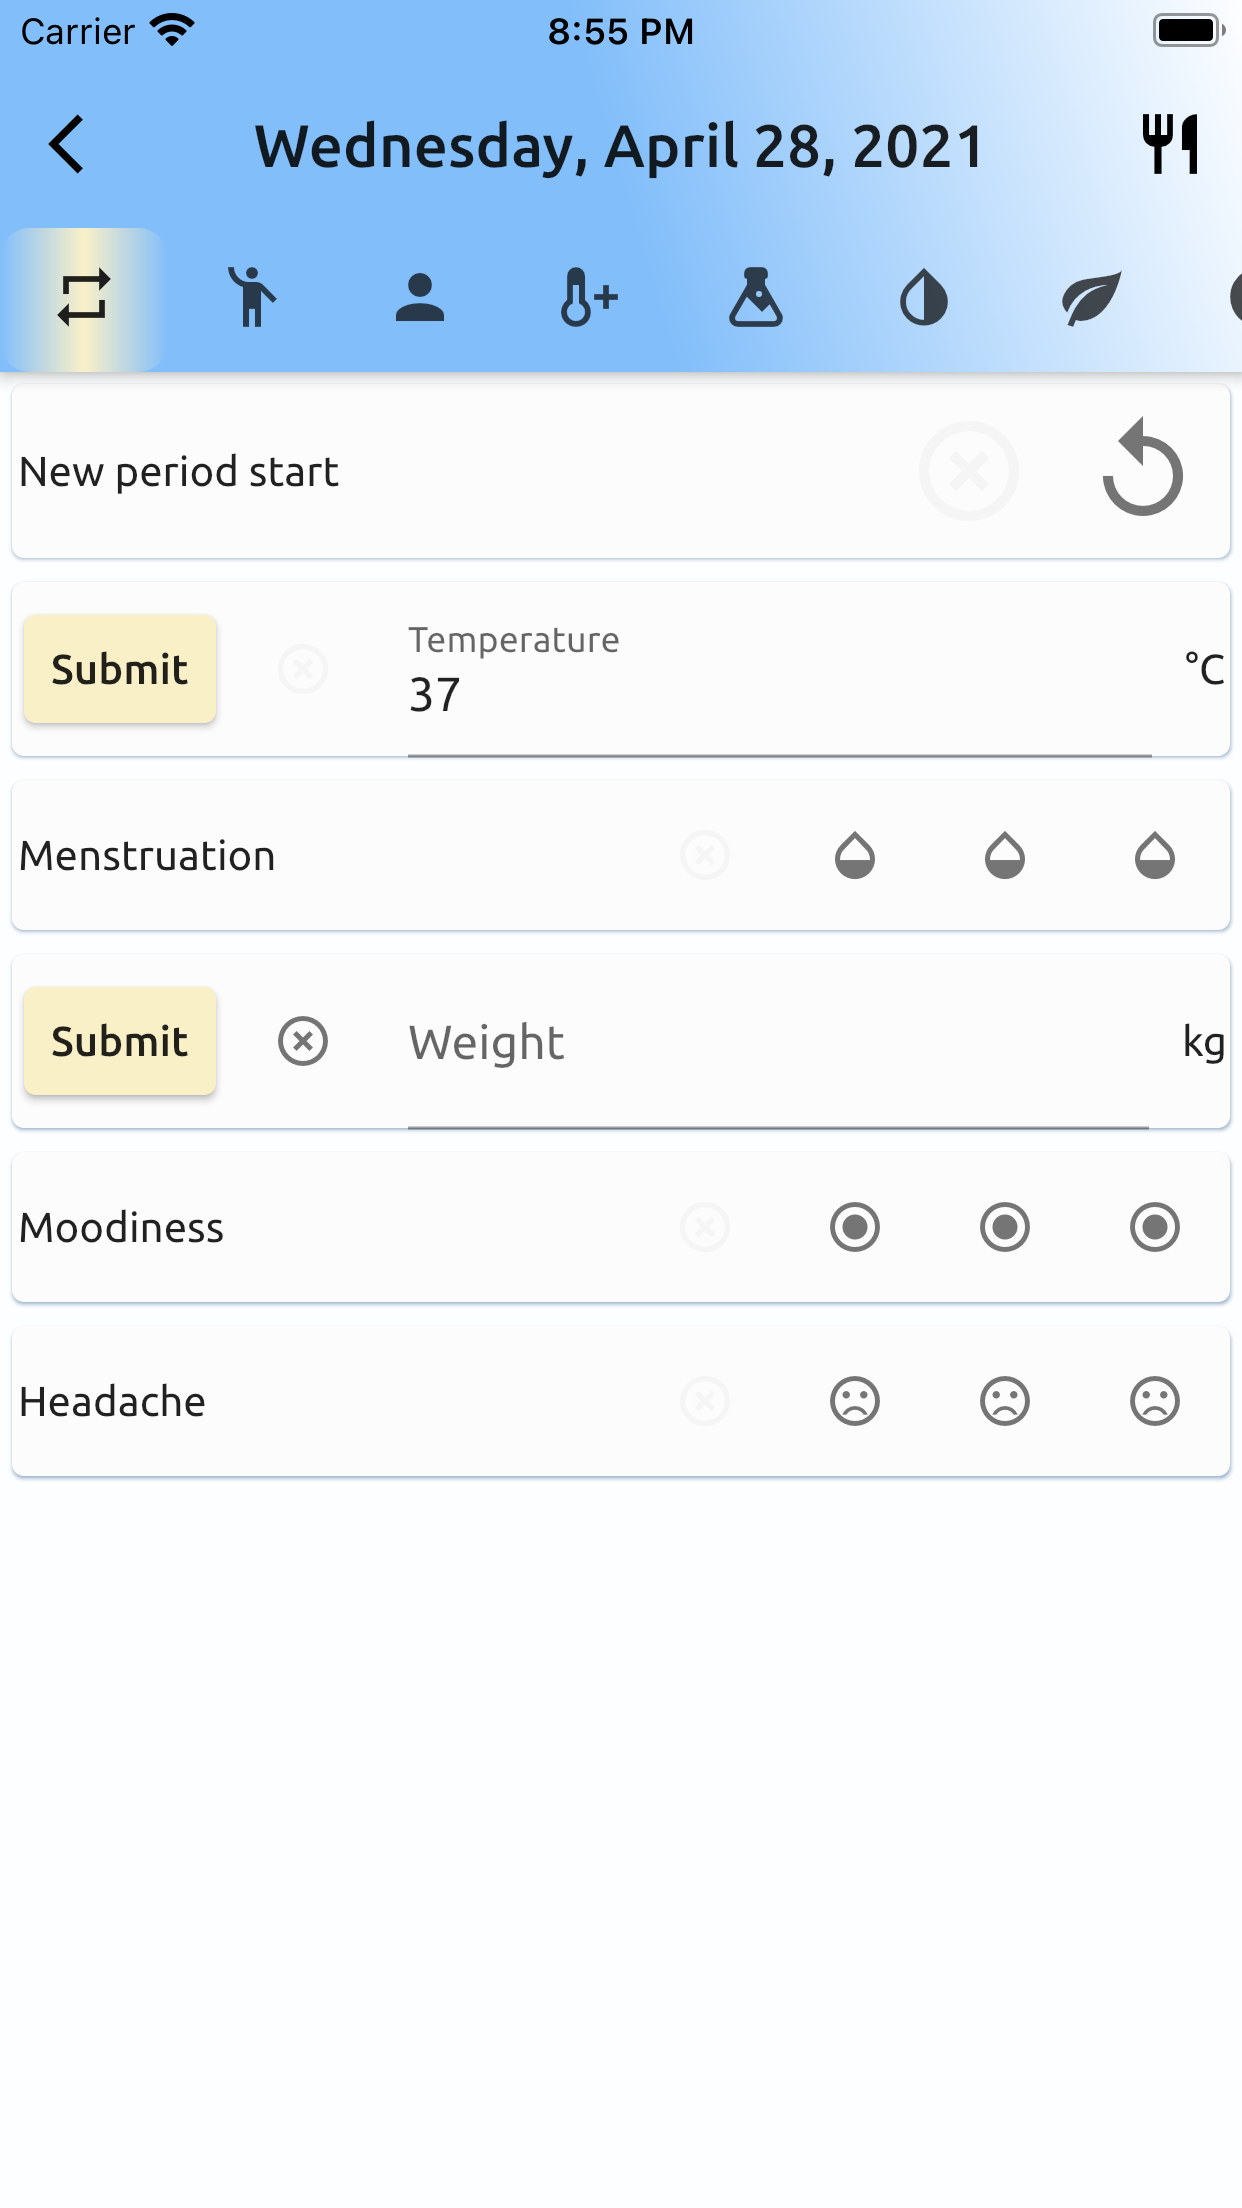 Carrier 8:55 PM
Wednesday, April 28, 2021
New period start
Submit Temperature 37 °C
Menstruation
Submit Weight kg
Moodiness
Headache